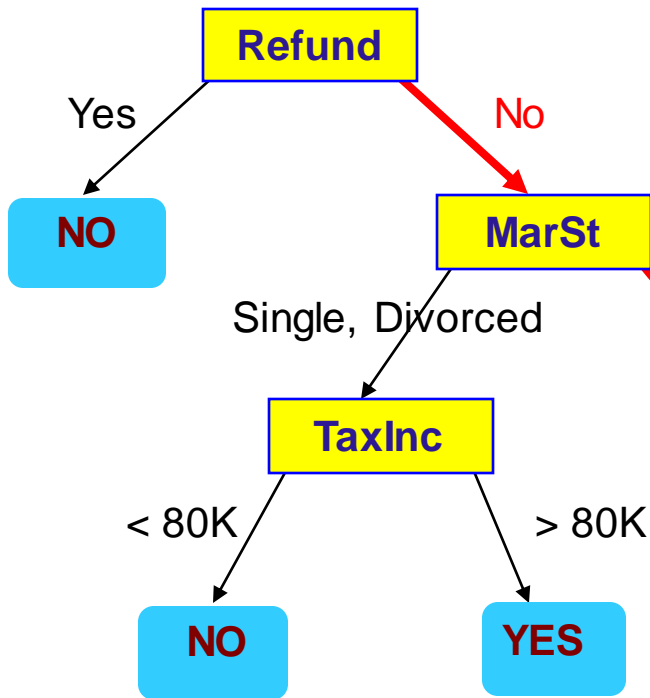 Refund
Yes
No
NO
MarSt
Single, Divorced
TaxInc
< 80K
> 80K
NO
YES